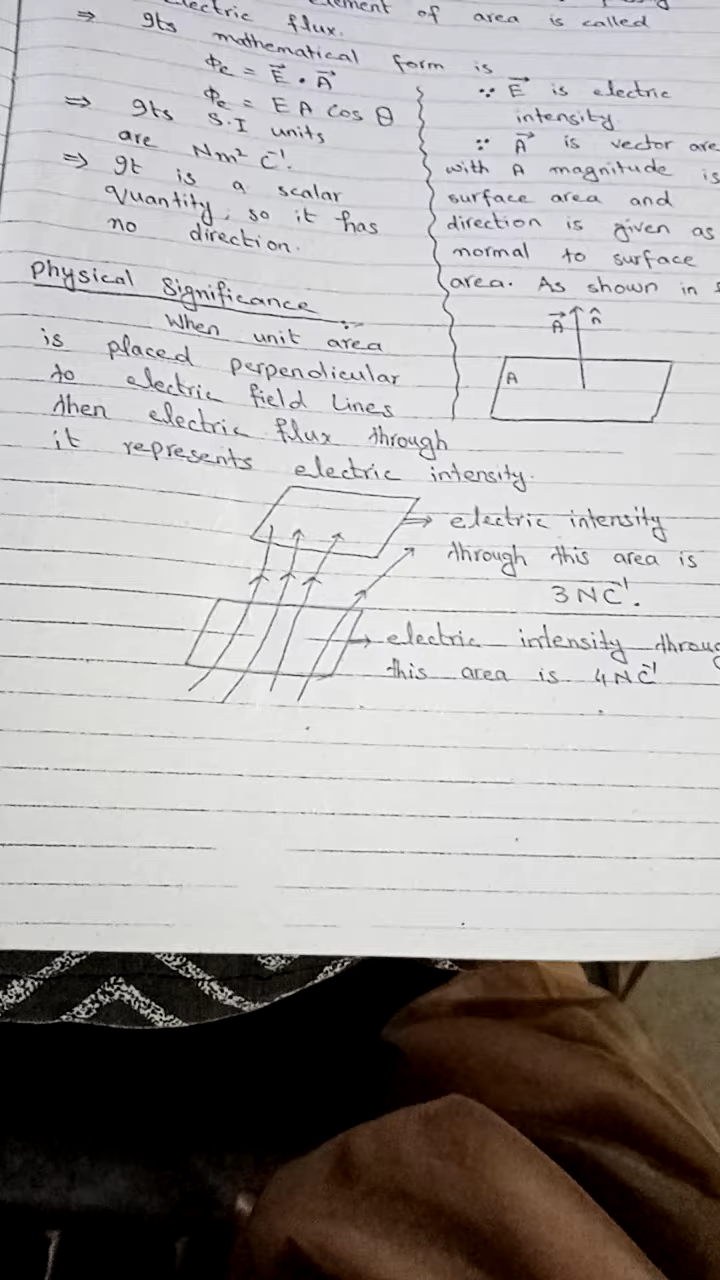 electric flux.
element of area is called
⇒ Its mathematical form is
Φe = E⃗ • A⃗
Φe = E A cos θ
⇒ Its S.I units
are Nm² C⁻¹.
⇒ It is a scalar
Quantity, so it has
no direction.
∵ E⃗ is electric
intensity
∵ A⃗ is vector are
with A magnitude is
surface area and
direction is given as
normal to surface
area. As shown in
A⃗ n̂
A
Physical Significance :-
When unit area
is placed perpendicular
to electric field lines
then electric flux through
it represents electric intensity.
⇒ electric intensity
through this area is
3 NC⁻¹.
→ electric intensity throug
this area is 4 NC⁻¹